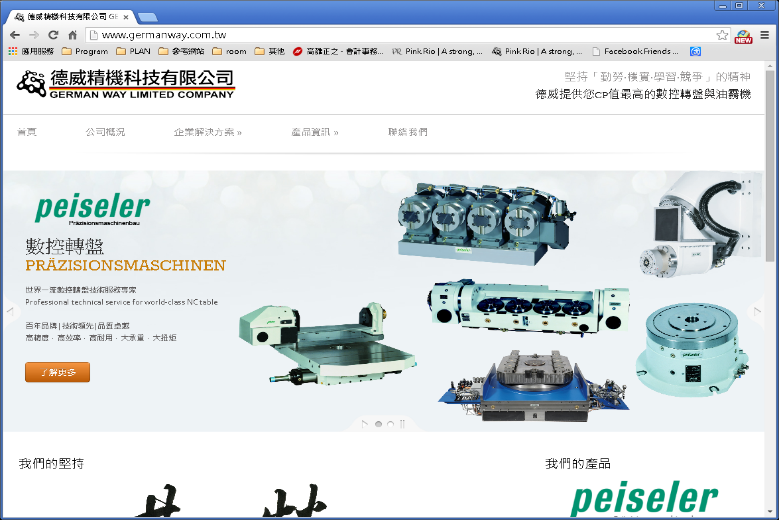 德威精機科技有限公司 GE
www.germanway.com.tw
NEW
應用服務 Program PLAN 參考網站 room 其他 高雄正之 - 會計事務... Pink Rio | A strong, ... Pink Rio | A strong, ... Facebook Friends ...
德威精機科技有限公司
GERMAN WAY LIMITED COMPANY
堅持「勤勞‧樸實‧學習‧競爭」的精神
德威提供您CP值最高的數控轉盤與油霧機
首頁 公司概況 企業解決方案 » 產品資訊 » 聯絡我們
peiseler
Präzisionsmaschinenbau
數控轉盤
PRÄZISIONSMASCHINEN
世界一流數控轉盤技術服務專家
Professional technical service for world-class NC table
百年品牌 | 技術領先 | 品質卓越
高精度、高效率、高耐用、大承重、大扭矩
了解更多
我們的堅持
我們的產品
peiseler